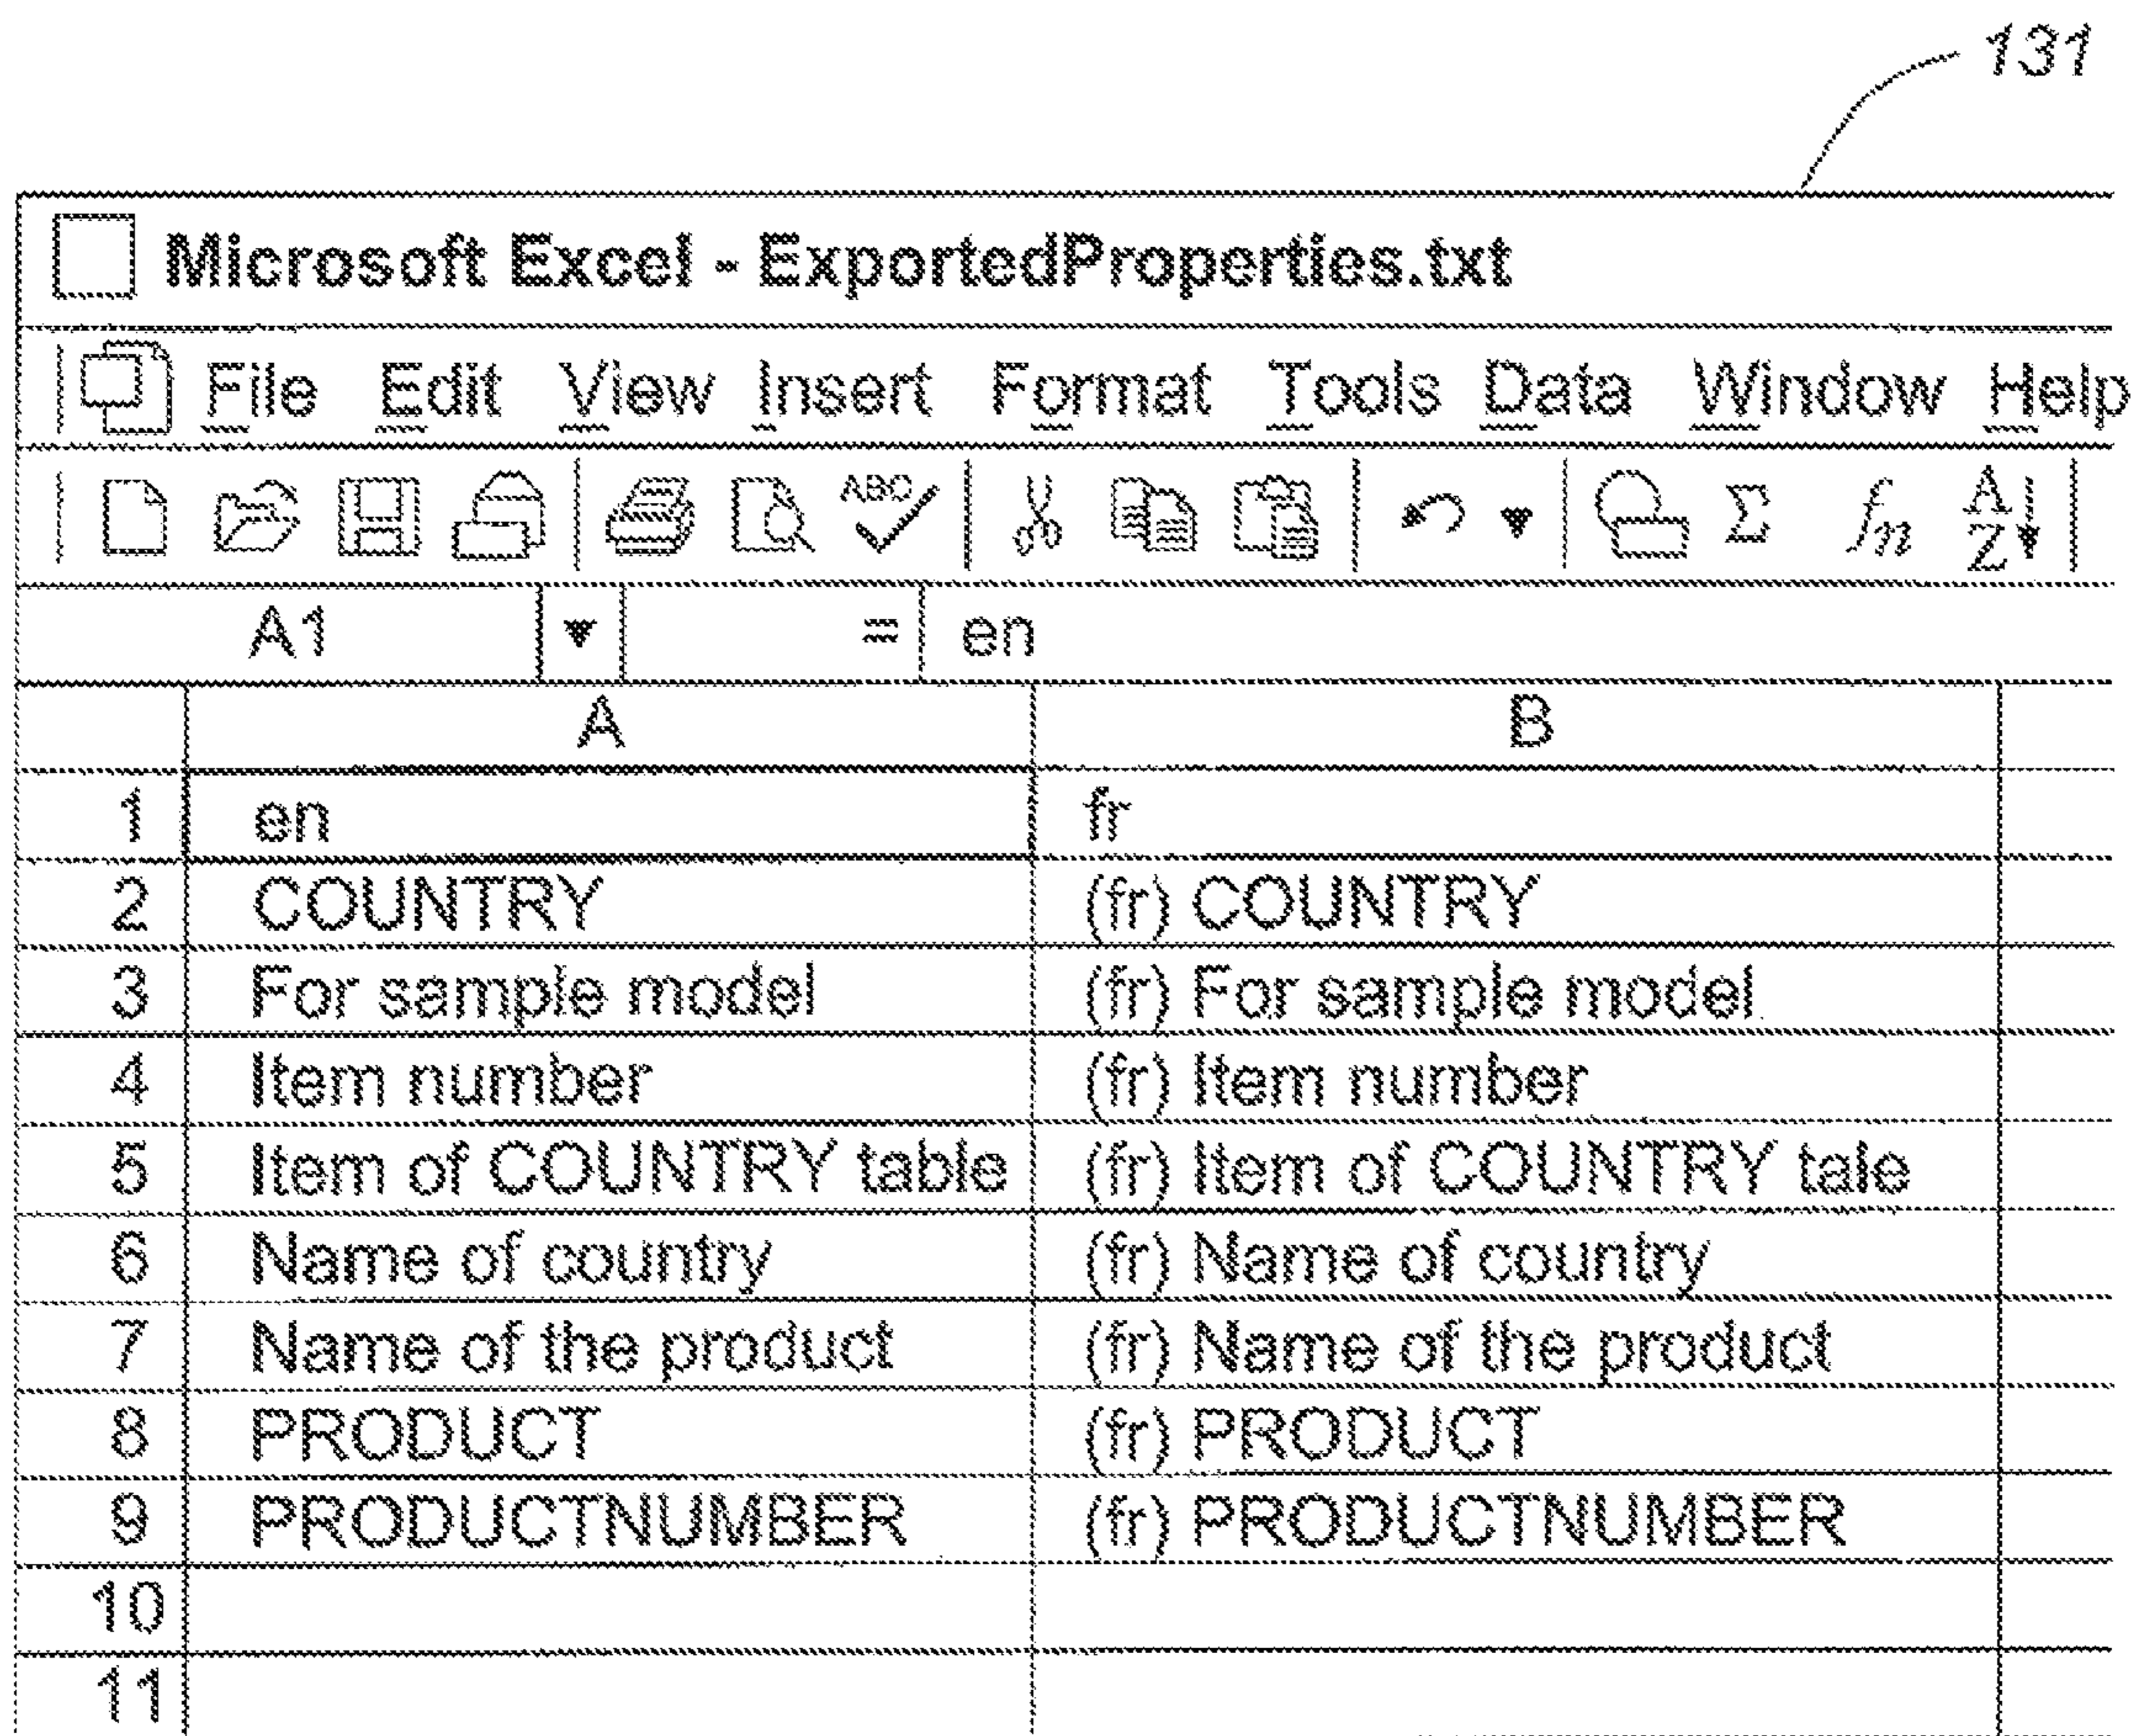 131
Microsoft Excel - ExportedProperties.txt
File Edit View Insert Format Tools Data Window Help
ABC Σ fn A Z
A1 = en
A B
1 en fr
2 COUNTRY (fr) COUNTRY
3 For sample model (fr) For sample model
4 Item number (fr) Item number
5 Item of COUNTRY table (fr) Item of COUNTRY tale
6 Name of country (fr) Name of country
7 Name of the product (fr) Name of the product
8 PRODUCT (fr) PRODUCT
9 PRODUCTNUMBER (fr) PRODUCTNUMBER
10
11